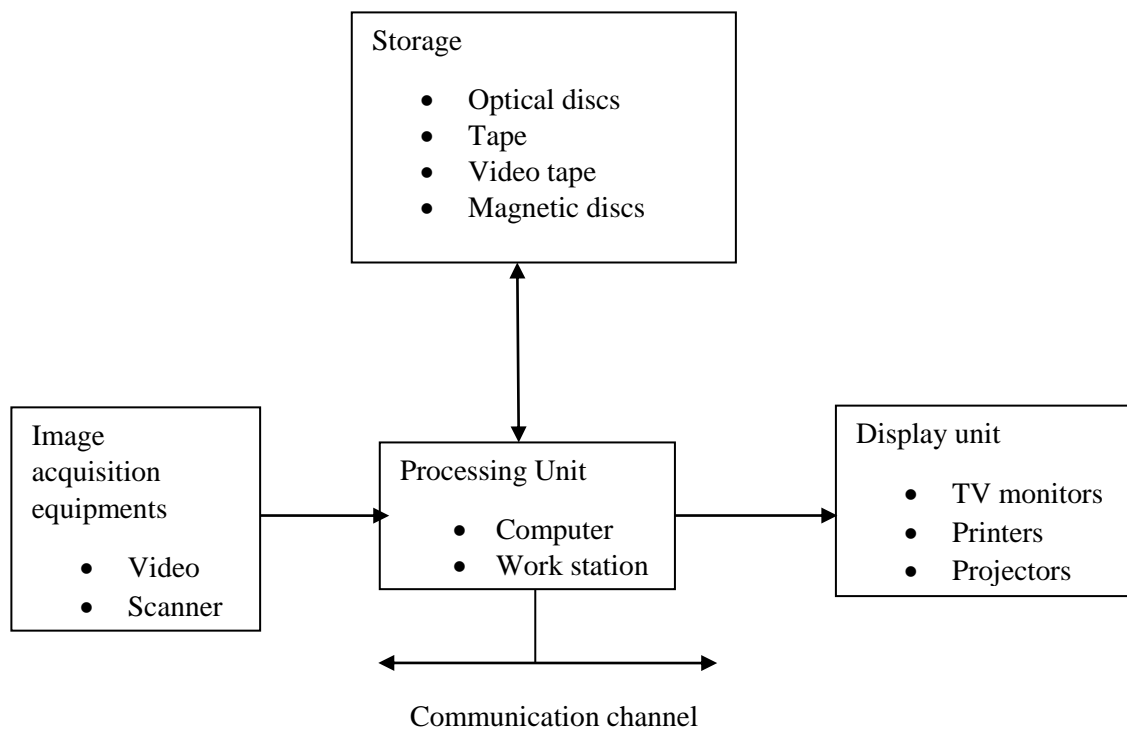 Storage
● Optical discs
● Tape
● Video tape
● Magnetic discs
Image
acquisition
equipments
● Video
● Scanner
Processing Unit
● Computer
● Work station
Display unit
● TV monitors
● Printers
● Projectors
Communication channel